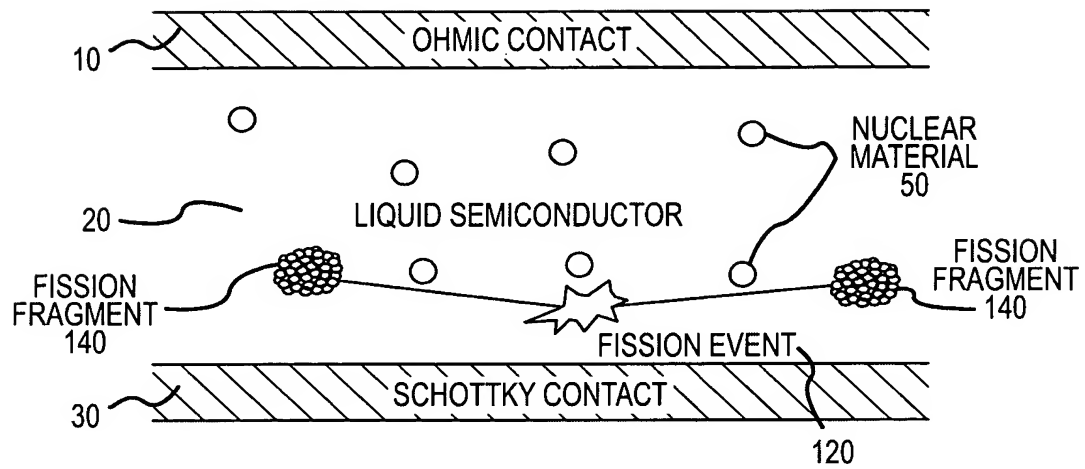 OHMIC CONTACT
10
NUCLEAR
MATERIAL
50
20
LIQUID SEMICONDUCTOR
FISSION
FRAGMENT
140
FISSION
FRAGMENT
140
FISSION EVENT
SCHOTTKY CONTACT
30
120